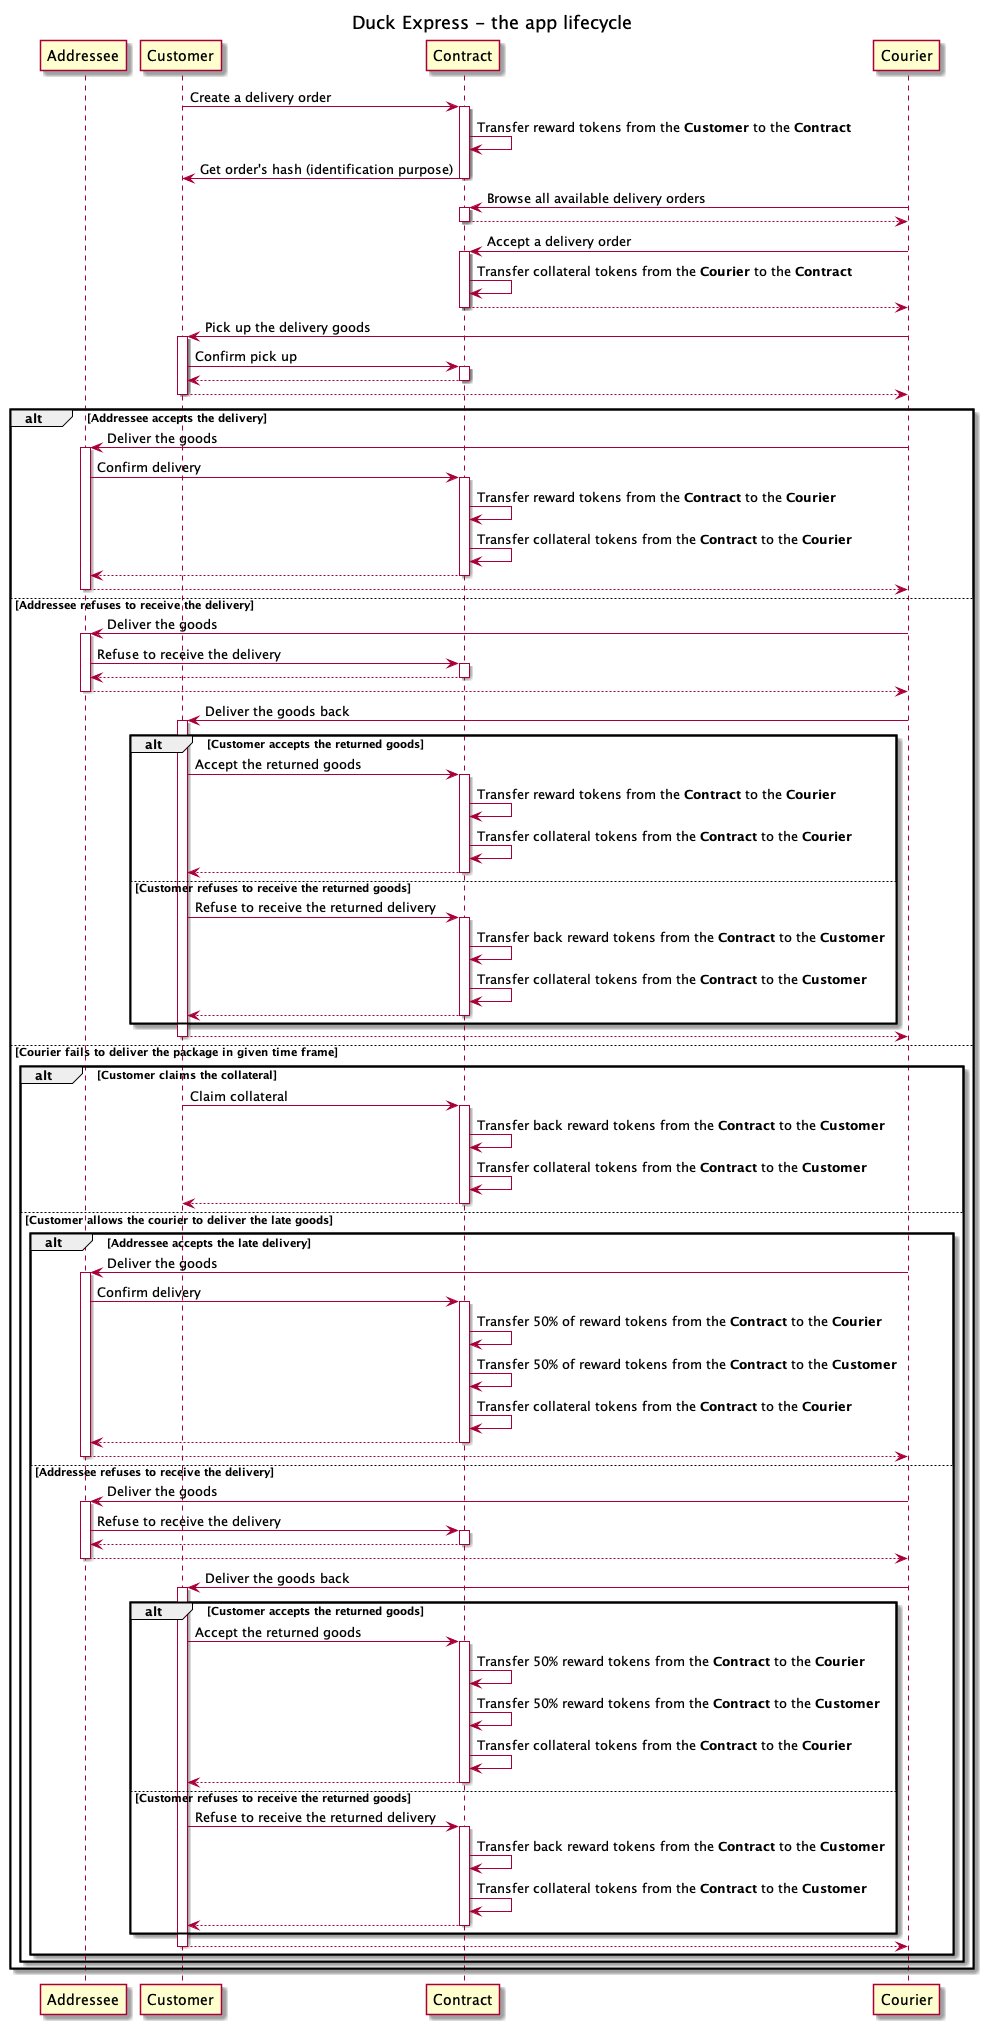 Duck Express - the app lifecycle
Addressee Customer Contract Courier
Create a delivery order
Transfer reward tokens from the Customer to the Contract
Get order's hash (identification purpose)
Browse all available delivery orders
Accept a delivery order
Transfer collateral tokens from the Courier to the Contract
Pick up the delivery goods
Confirm pick up
alt [Addressee accepts the delivery]
Deliver the goods
Confirm delivery
Transfer reward tokens from the Contract to the Courier
Transfer collateral tokens from the Contract to the Courier
[Addressee refuses to receive the delivery]
Deliver the goods
Refuse to receive the delivery
Deliver the goods back
alt [Customer accepts the returned goods]
Accept the returned goods
Transfer reward tokens from the Contract to the Courier
Transfer collateral tokens from the Contract to the Courier
[Customer refuses to receive the returned goods]
Refuse to receive the returned delivery
Transfer back reward tokens from the Contract to the Customer
Transfer collateral tokens from the Contract to the Customer
[Courier fails to deliver the package in given time frame]
alt [Customer claims the collateral]
Claim collateral
Transfer back reward tokens from the Contract to the Customer
Transfer collateral tokens from the Contract to the Customer
[Customer allows the courier to deliver the late goods]
alt [Addressee accepts the late delivery]
Deliver the goods
Confirm delivery
Transfer 50% of reward tokens from the Contract to the Courier
Transfer 50% of reward tokens from the Contract to the Customer
Transfer collateral tokens from the Contract to the Courier
[Addressee refuses to receive the delivery]
Deliver the goods
Refuse to receive the delivery
Deliver the goods back
alt [Customer accepts the returned goods]
Accept the returned goods
Transfer 50% reward tokens from the Contract to the Courier
Transfer 50% reward tokens from the Contract to the Customer
Transfer collateral tokens from the Contract to the Courier
[Customer refuses to receive the returned goods]
Refuse to receive the returned delivery
Transfer back reward tokens from the Contract to the Customer
Transfer collateral tokens from the Contract to the Customer
Addressee Customer Contract Courier